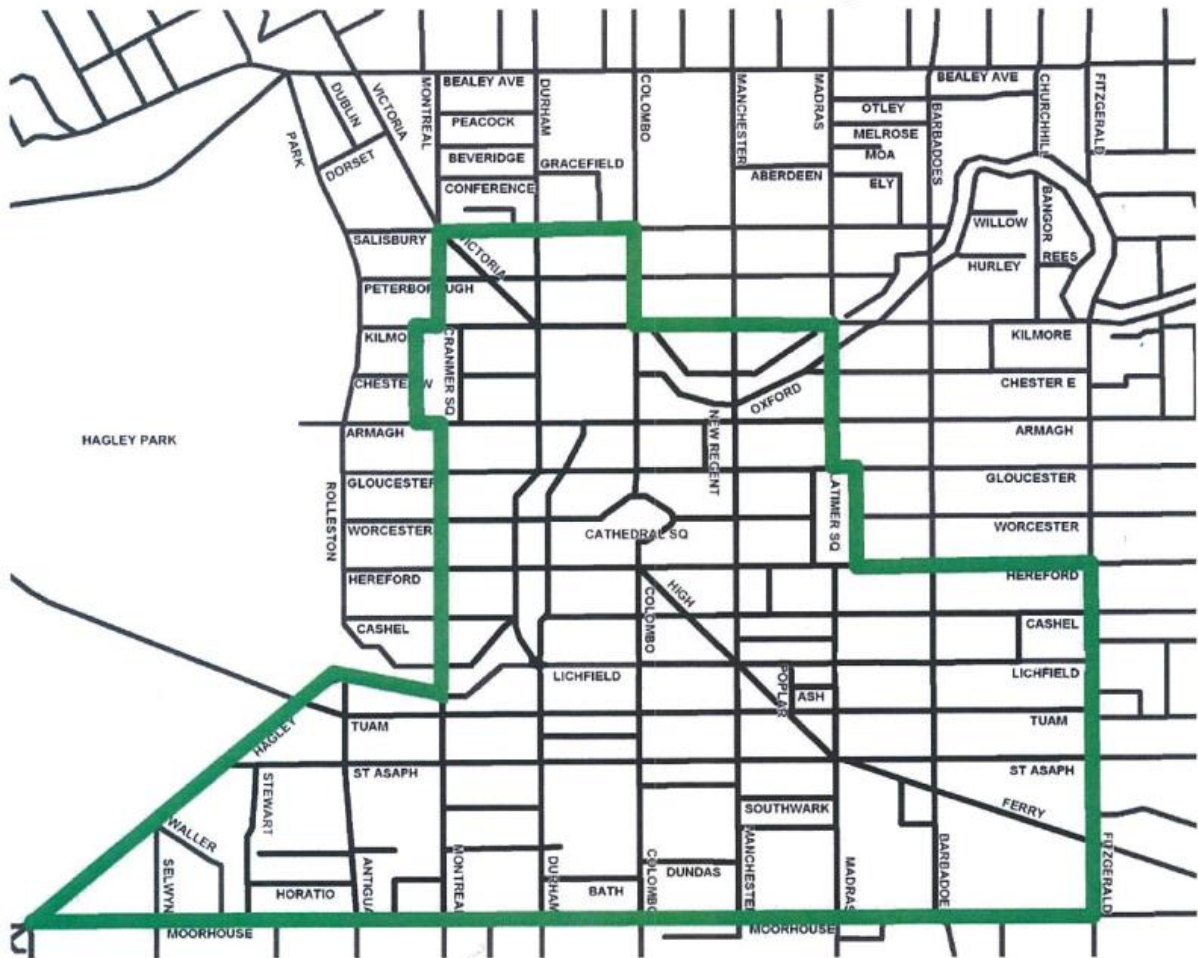 BEALEY AVE
BEALEY AVE
MONTREAL
DURHAM
COLOMBO
MANCHESTER
MADRAS
BARBADOES
CHURCHHILL
FITZGERALD
DUBLIN
VICTORIA
PARK
DORSET
PEACOCK
BEVERIDGE
CONFERENCE
GRACEFIELD
OTLEY
MELROSE
MOA
ABERDEEN
ELY
WILLOW
BANGOR
HURLEY
REES
SALISBURY
VICTORIA
PETERBOROUGH
CRANMER SQ
KILMORE
CHESTER E
OXFORD
HAGLEY PARK
ARMAGH
NEW REGENT
ARMAGH
ROLLESTON
GLOUCESTER
LATIMER SQ
GLOUCESTER
WORCESTER
CATHEDRAL SQ
WORCESTER
HEREFORD
HEREFORD
COLOMBO
HIGH
CASHEL
CASHEL
LICHFIELD
POPLAR
ASH
LICHFIELD
HAGLEY
TUAM
TUAM
ST ASAPH
ST ASAPH
STEWART
WALLER
SELWYN
HORATIO
ANTIGUA
MONTREAL
DURHAM
BATH
COLOMBO
DUNDAS
MANCHESTER
SOUTHWARK
MADRAS
BARBADOE
FERRY
FITZGERALD
MOORHOUSE
MOORHOUSE